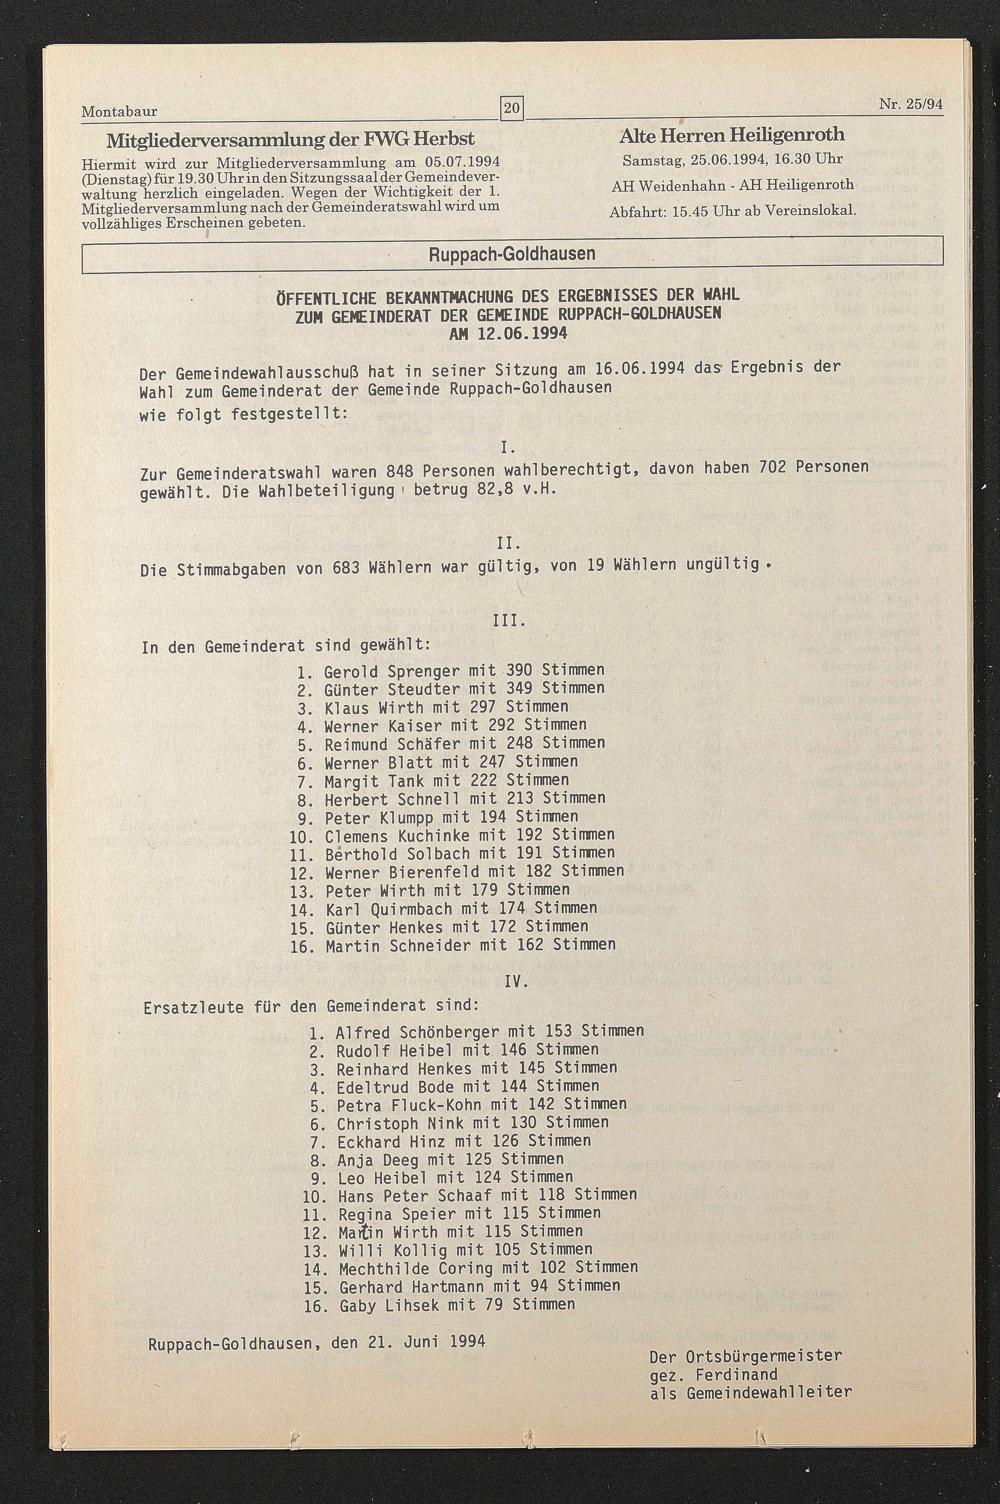 Montabaur
20
Nr. 25/94
Mitgliederversammlung der FWG Herbst
Hiermit wird zur Mitgliederversammlung am 05.07.1994
(Dienstag) für 19.30 Uhr in den Sitzungssaal der Gemeindever-
waltung herzlich eingeladen. Wegen der Wichtigkeit der 1.
Mitgliederversammlung nach der Gemeinderatswahl wird um
vollzähliges Erscheinen gebeten.
Alte Herren Heiligenroth
Samstag, 25.06.1994, 16.30 Uhr
AH Weidenhahn - AH Heiligenroth
Abfahrt: 15.45 Uhr ab Vereinslokal.
Ruppach-Goldhausen
ÖFFENTLICHE BEKANNTMACHUNG DES ERGEBNISSES DER WAHL
ZUM GEMEINDERAT DER GEMEINDE RUPPACH-GOLDHAUSEN
AM 12.06.1994
Der Gemeindewahlausschuß hat in seiner Sitzung am 16.06.1994 das Ergebnis der
Wahl zum Gemeinderat der Gemeinde Ruppach-Goldhausen
wie folgt festgestellt:
I.
Zur Gemeinderatswahl waren 848 Personen wahlberechtigt, davon haben 702 Personen
gewählt. Die Wahlbeteiligung betrug 82,8 v.H.
II.
Die Stimmabgaben von 683 Wählern war gültig, von 19 Wählern ungültig.
III.
In den Gemeinderat sind gewählt:
1. Gerold Sprenger mit 390 Stimmen
2. Günter Steudter mit 349 Stimmen
3. Klaus Wirth mit 297 Stimmen
4. Werner Kaiser mit 292 Stimmen
5. Reimund Schäfer mit 248 Stimmen
6. Werner Blatt mit 247 Stimmen
7. Margit Tank mit 222 Stimmen
8. Herbert Schnell mit 213 Stimmen
9. Peter Klumpp mit 194 Stimmen
10. Clemens Kuchinke mit 192 Stimmen
11. Berthold Solbach mit 191 Stimmen
12. Werner Bierenfeld mit 182 Stimmen
13. Peter Wirth mit 179 Stimmen
14. Karl Quirmbach mit 174 Stimmen
15. Günter Henkes mit 172 Stimmen
16. Martin Schneider mit 162 Stimmen
IV.
Ersatzleute für den Gemeinderat sind:
1. Alfred Schönberger mit 153 Stimmen
2. Rudolf Heibel mit 146 Stimmen
3. Reinhard Henkes mit 145 Stimmen
4. Edeltrud Bode mit 144 Stimmen
5. Petra Fluck-Kohn mit 142 Stimmen
6. Christoph Nink mit 130 Stimmen
7. Eckhard Hinz mit 126 Stimmen
8. Anja Deeg mit 125 Stimmen
9. Leo Heibel mit 124 Stimmen
10. Hans Peter Schaaf mit 118 Stimmen
11. Regina Speier mit 115 Stimmen
12. Martin Wirth mit 115 Stimmen
13. Willi Kollig mit 105 Stimmen
14. Mechthilde Coring mit 102 Stimmen
15. Gerhard Hartmann mit 94 Stimmen
16. Gaby Lihsek mit 79 Stimmen
Ruppach-Goldhausen, den 21. Juni 1994
Der Ortsbürgermeister
gez. Ferdinand
als Gemeindewahlleiter